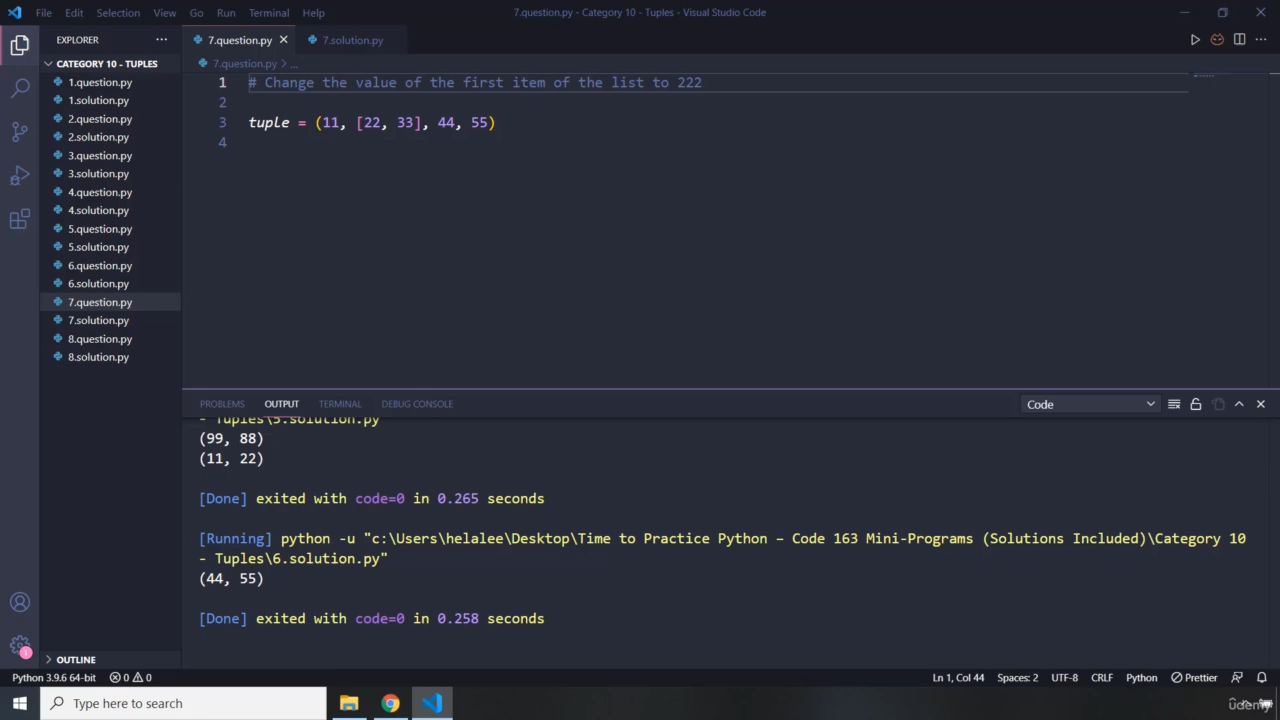 File Edit Selection View Go Run Terminal Help
7.question.py - Category 10 - Tuples - Visual Studio Code
EXPLORER
7.question.py
7.solution.py
CATEGORY 10 - TUPLES
1.question.py
1.solution.py
2.question.py
2.solution.py
3.question.py
3.solution.py
4.question.py
4.solution.py
5.question.py
5.solution.py
6.question.py
6.solution.py
7.question.py
7.solution.py
8.question.py
8.solution.py
OUTLINE
7.question.py > ...
1 # Change the value of the first item of the list to 222
2
3 tuple = (11, [22, 33], 44, 55)
4
PROBLEMS OUTPUT TERMINAL DEBUG CONSOLE
Code
- Tuples\5.solution.py
(99, 88)
(11, 22)
[Done] exited with code=0 in 0.265 seconds
[Running] python -u "c:\Users\helalee\Desktop\Time to Practice Python – Code 163 Mini-Programs (Solutions Included)\Category 10
- Tuples\6.solution.py"
(44, 55)
[Done] exited with code=0 in 0.258 seconds
1
Python 3.9.6 64-bit 0 0
Ln 1, Col 44 Spaces: 2 UTF-8 CRLF Python Prettier
Type here to search
udemy